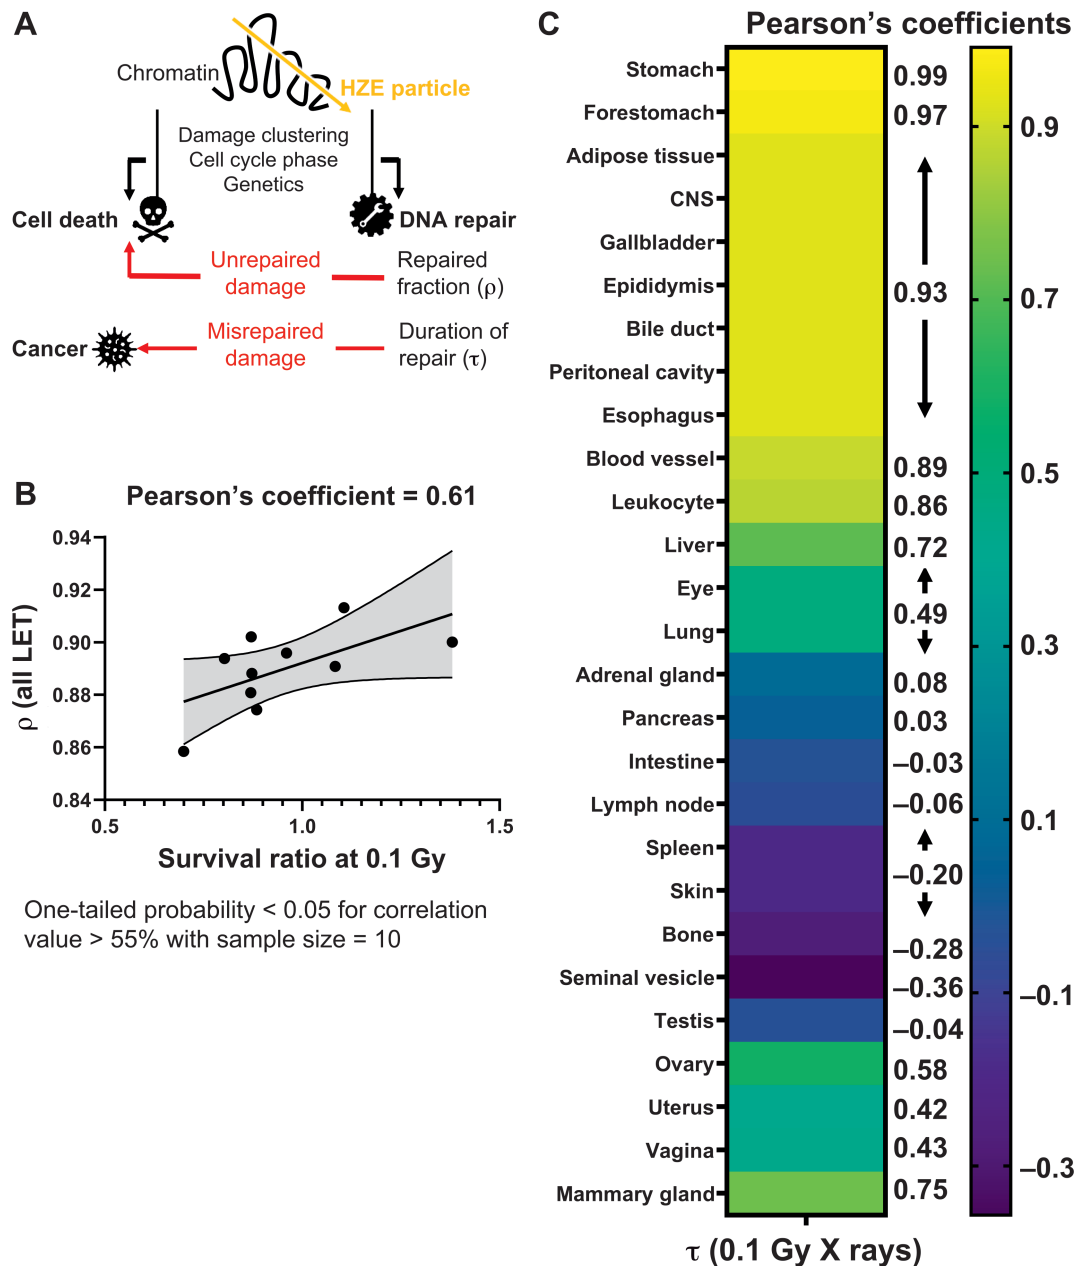 A
Chromatin
HZE particle
Damage clustering
Cell cycle phase
Genetics
Cell death
DNA repair
Unrepaired
damage
Repaired
fraction (ρ)
Cancer
Misrepaired
damage
Duration of
repair (τ)
B
Pearson's coefficient = 0.61
ρ (all LET)
0.94
0.92
0.90
0.88
0.86
0.84
0.5
1.0
1.5
Survival ratio at 0.1 Gy
One-tailed probability < 0.05 for correlation
value > 55% with sample size = 10
C
Pearson's coefficients
Stomach
0.99
Forestomach
0.97
Adipose tissue
CNS
Gallbladder
Epididymis
0.93
Bile duct
Peritoneal cavity
Esophagus
Blood vessel
0.89
Leukocyte
0.86
Liver
0.72
Eye
0.49
Lung
Adrenal gland
0.08
Pancreas
0.03
Intestine
–0.03
Lymph node
–0.06
Spleen
–0.20
Skin
Bone
–0.28
Seminal vesicle
–0.36
Testis
–0.04
Ovary
0.58
Uterus
0.42
Vagina
0.43
Mammary gland
0.75
0.9
0.7
0.5
0.3
0.1
–0.1
–0.3
τ (0.1 Gy X rays)